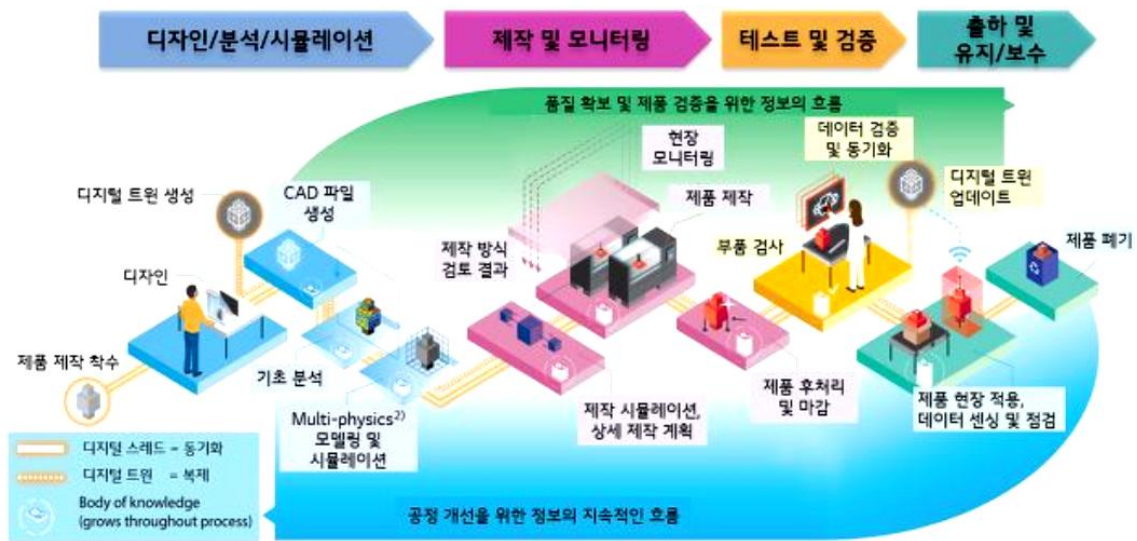 디자인/분석/시뮬레이션
제작 및 모니터링
테스트 및 검증
출하 및
유지/보수
품질 확보 및 제품 검증을 위한 정보의 흐름
현장
모니터링
데이터 검증
및 동기화
디지털 트윈 생성
CAD 파일
생성
제품 제작
디지털 트윈
업데이트
디자인
제작 방식
검토 결과
부품 검사
제품 폐기
제품 제작 착수
기초 분석
Multi-physics2)
모델링 및
시뮬레이션
제작 시뮬레이션,
상세 제작 계획
제품 후처리
및 마감
제품 현장 적용,
데이터 센싱 및 점검
디지털 스레드 = 동기화
디지털 트윈 = 복제
Body of knowledge
(grows throughout process)
공정 개선을 위한 정보의 지속적인 흐름